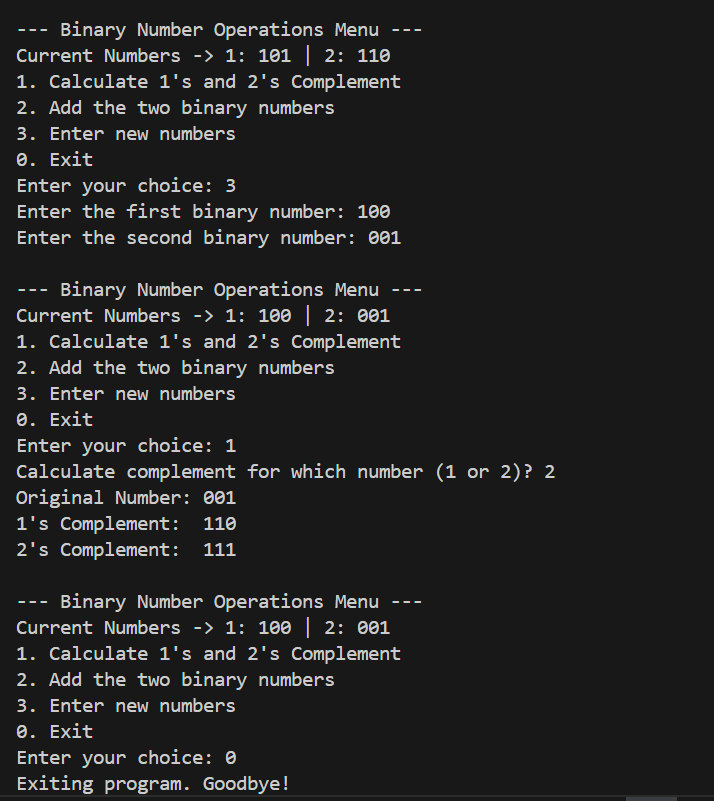 --- Binary Number Operations Menu ---
Current Numbers -> 1: 101 | 2: 110
1. Calculate 1's and 2's Complement
2. Add the two binary numbers
3. Enter new numbers
0. Exit
Enter your choice: 3
Enter the first binary number: 100
Enter the second binary number: 001

--- Binary Number Operations Menu ---
Current Numbers -> 1: 100 | 2: 001
1. Calculate 1's and 2's Complement
2. Add the two binary numbers
3. Enter new numbers
0. Exit
Enter your choice: 1
Calculate complement for which number (1 or 2)? 2
Original Number: 001
1's Complement:  110
2's Complement:  111

--- Binary Number Operations Menu ---
Current Numbers -> 1: 100 | 2: 001
1. Calculate 1's and 2's Complement
2. Add the two binary numbers
3. Enter new numbers
0. Exit
Enter your choice: 0
Exiting program. Goodbye!